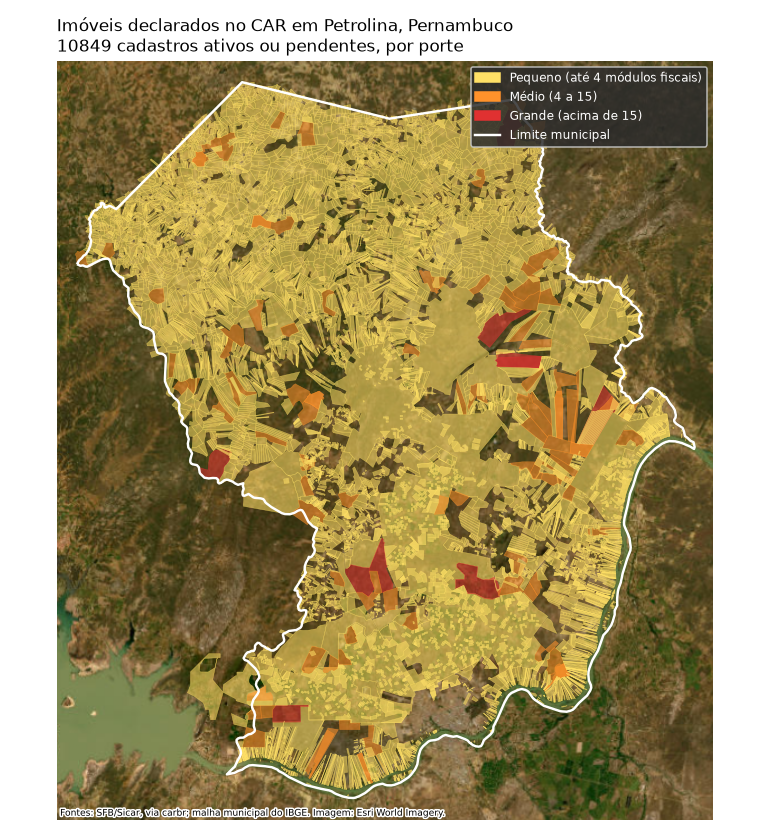 Imóveis declarados no CAR em Petrolina, Pernambuco
10849 cadastros ativos ou pendentes, por porte
Pequeno (até 4 módulos fiscais)
Médio (4 a 15)
Grande (acima de 15)
Limite municipal
Fontes: SFB/Sicar, via carbr; malha municipal do IBGE. Imagem: Esri World Imagery.